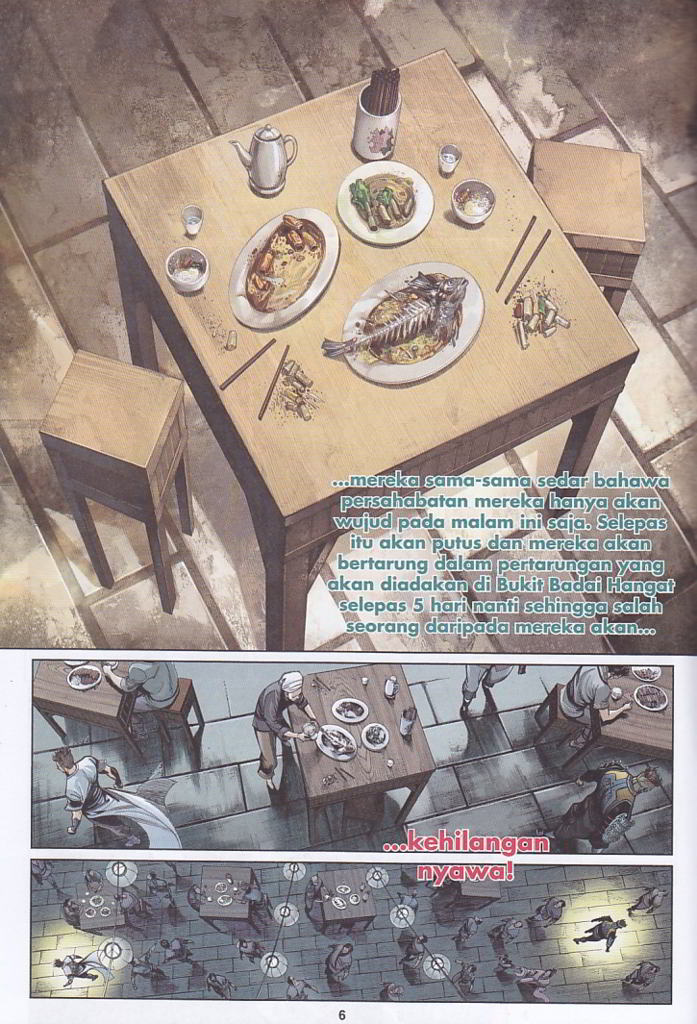 ...mereka sama-sama sedar bahawa
persahabatan mereka hanya akan
wujud pada malam ini saja. Selepas
itu akan putus dan mereka akan
bertarung dalam pertarungan yang
akan diadakan di Bukit Badai Hangat
selepas 5 hari nanti sehingga salah
seorang daripada mereka akan...
...kehilangan
nyawa!
6